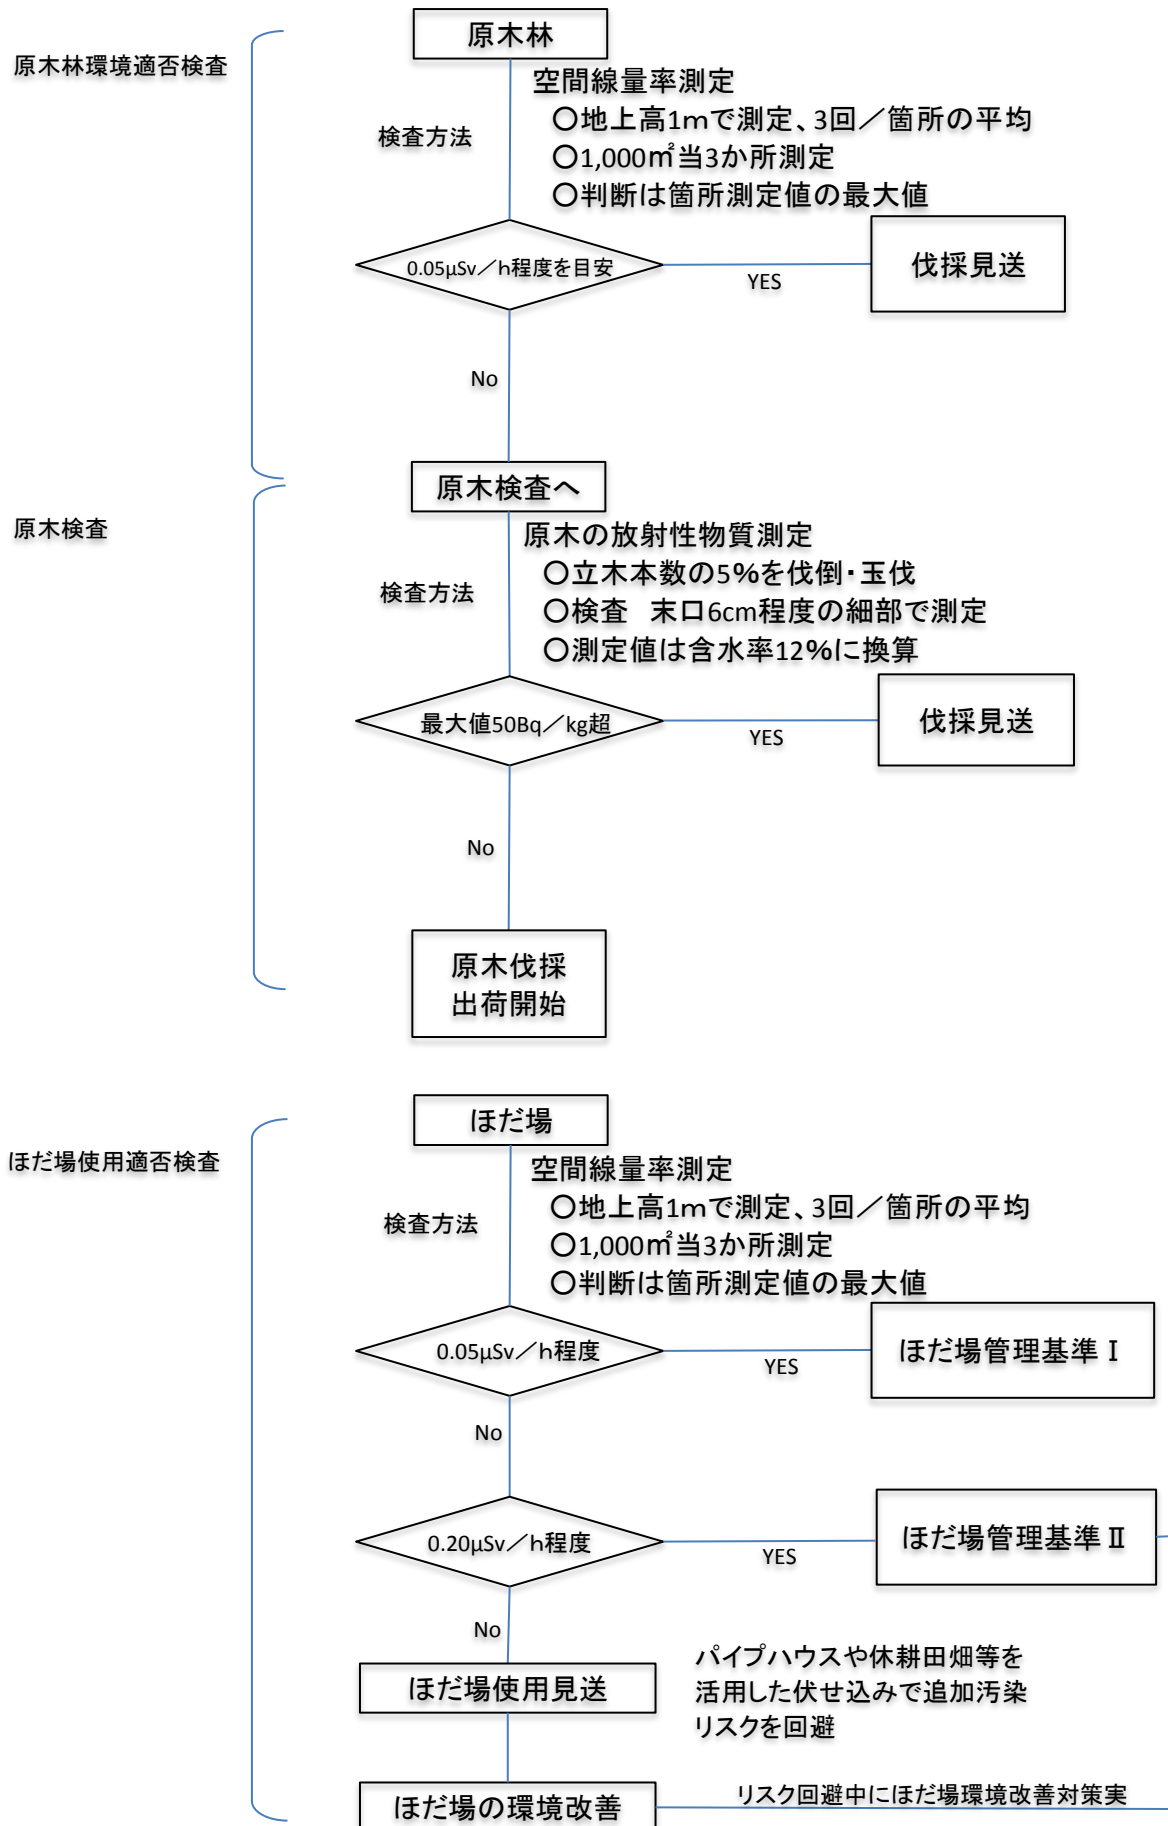 原木林
原木林環境適否検査
空間線量率測定
○地上高1mで測定、3回／箇所の平均
検査方法
○1,000㎡当3か所測定
○判断は箇所測定値の最大値
0.05μSv／h程度を目安
YES
伐採見送
No
原木検査へ
原木検査
原木の放射性物質測定
○立木本数の5%を伐倒・玉伐
検査方法
○検査　末口6cm程度の細部で測定
○測定値は含水率12%に換算
最大値50Bq／kg超
YES
伐採見送
No
原木伐採
出荷開始
ほだ場
ほだ場使用適否検査
空間線量率測定
○地上高1mで測定、3回／箇所の平均
検査方法
○1,000㎡当3か所測定
○判断は箇所測定値の最大値
0.05μSv／h程度
YES
ほだ場管理基準Ⅰ
No
0.20μSv／h程度
YES
ほだ場管理基準Ⅱ
No
ほだ場使用見送
パイプハウスや休耕田畑等を
活用した伏せ込みで追加汚染
リスクを回避
ほだ場の環境改善
リスク回避中にほだ場環境改善対策実